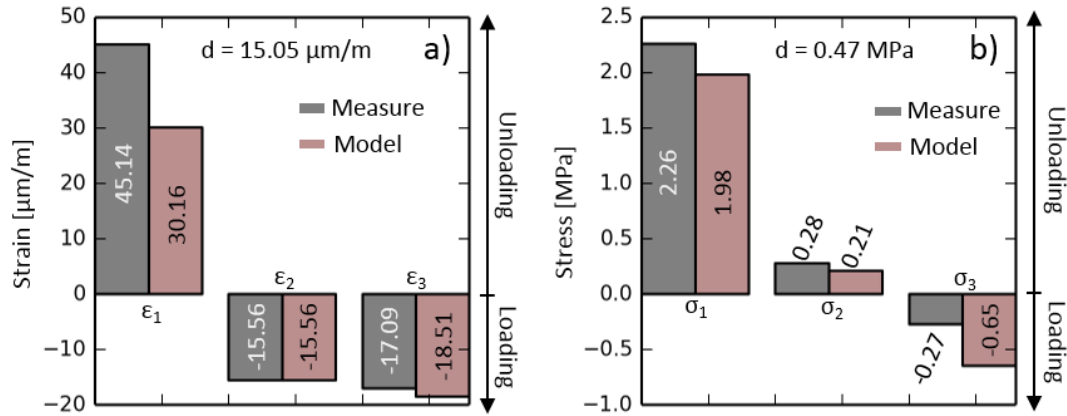 50
40
30
20
10
0
−10
−20
Strain [μm/m]
d = 15.05 μm/m
a)
Measure
Model
45.14
30.16
ε1
ε2
-15.56
-15.56
ε3
-17.09
-18.51
Unloading
Loading
2.5
2.0
1.5
1.0
0.5
0.0
−0.5
−1.0
Stress [MPa]
d = 0.47 MPa
b)
Measure
Model
2.26
1.98
σ1
0.28
0.21
σ2
σ3
-0.27
-0.65
Unloading
Loading